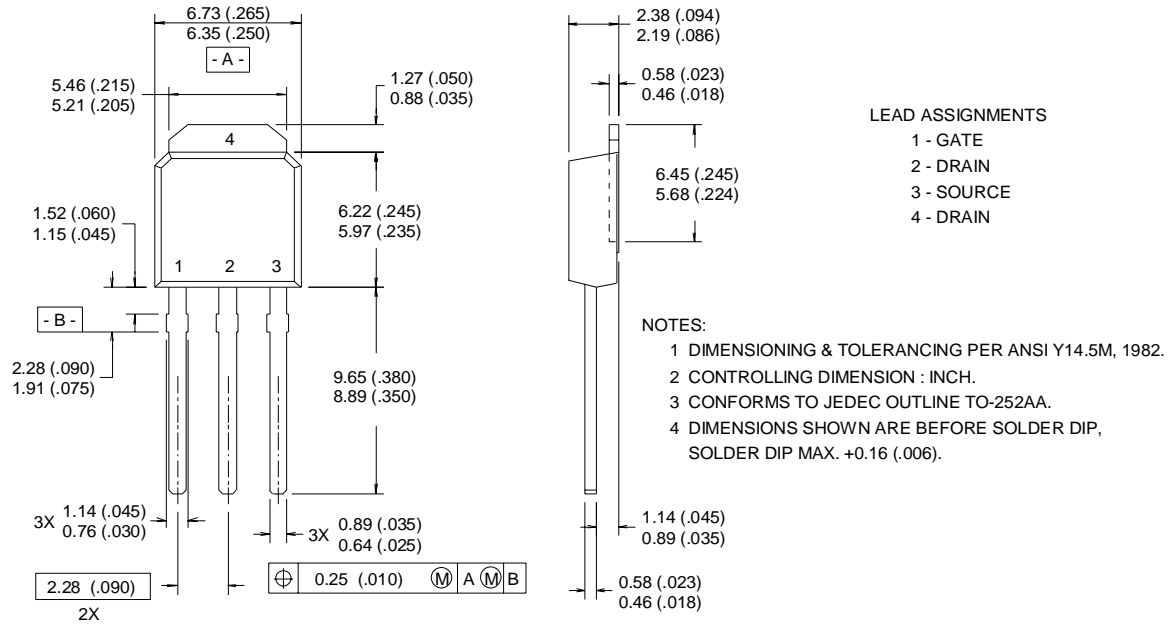 6.73 (.265)
6.35 (.250)
- A -
5.46 (.215)
5.21 (.205)
1.27 (.050)
0.88 (.035)
4
1.52 (.060)
1.15 (.045)
6.22 (.245)
5.97 (.235)
1 2 3
- B -
2.28 (.090)
1.91 (.075)
9.65 (.380)
8.89 (.350)
3X 1.14 (.045)
0.76 (.030)
3X 0.89 (.035)
0.64 (.025)
2.28 (.090)
2X
0.25 (.010) M A M B
2.38 (.094)
2.19 (.086)
0.58 (.023)
0.46 (.018)
6.45 (.245)
5.68 (.224)
1.14 (.045)
0.89 (.035)
0.58 (.023)
0.46 (.018)
LEAD ASSIGNMENTS
1 - GATE
2 - DRAIN
3 - SOURCE
4 - DRAIN
NOTES:
1 DIMENSIONING & TOLERANCING PER ANSI Y14.5M, 1982.
2 CONTROLLING DIMENSION : INCH.
3 CONFORMS TO JEDEC OUTLINE TO-252AA.
4 DIMENSIONS SHOWN ARE BEFORE SOLDER DIP,
SOLDER DIP MAX. +0.16 (.006).